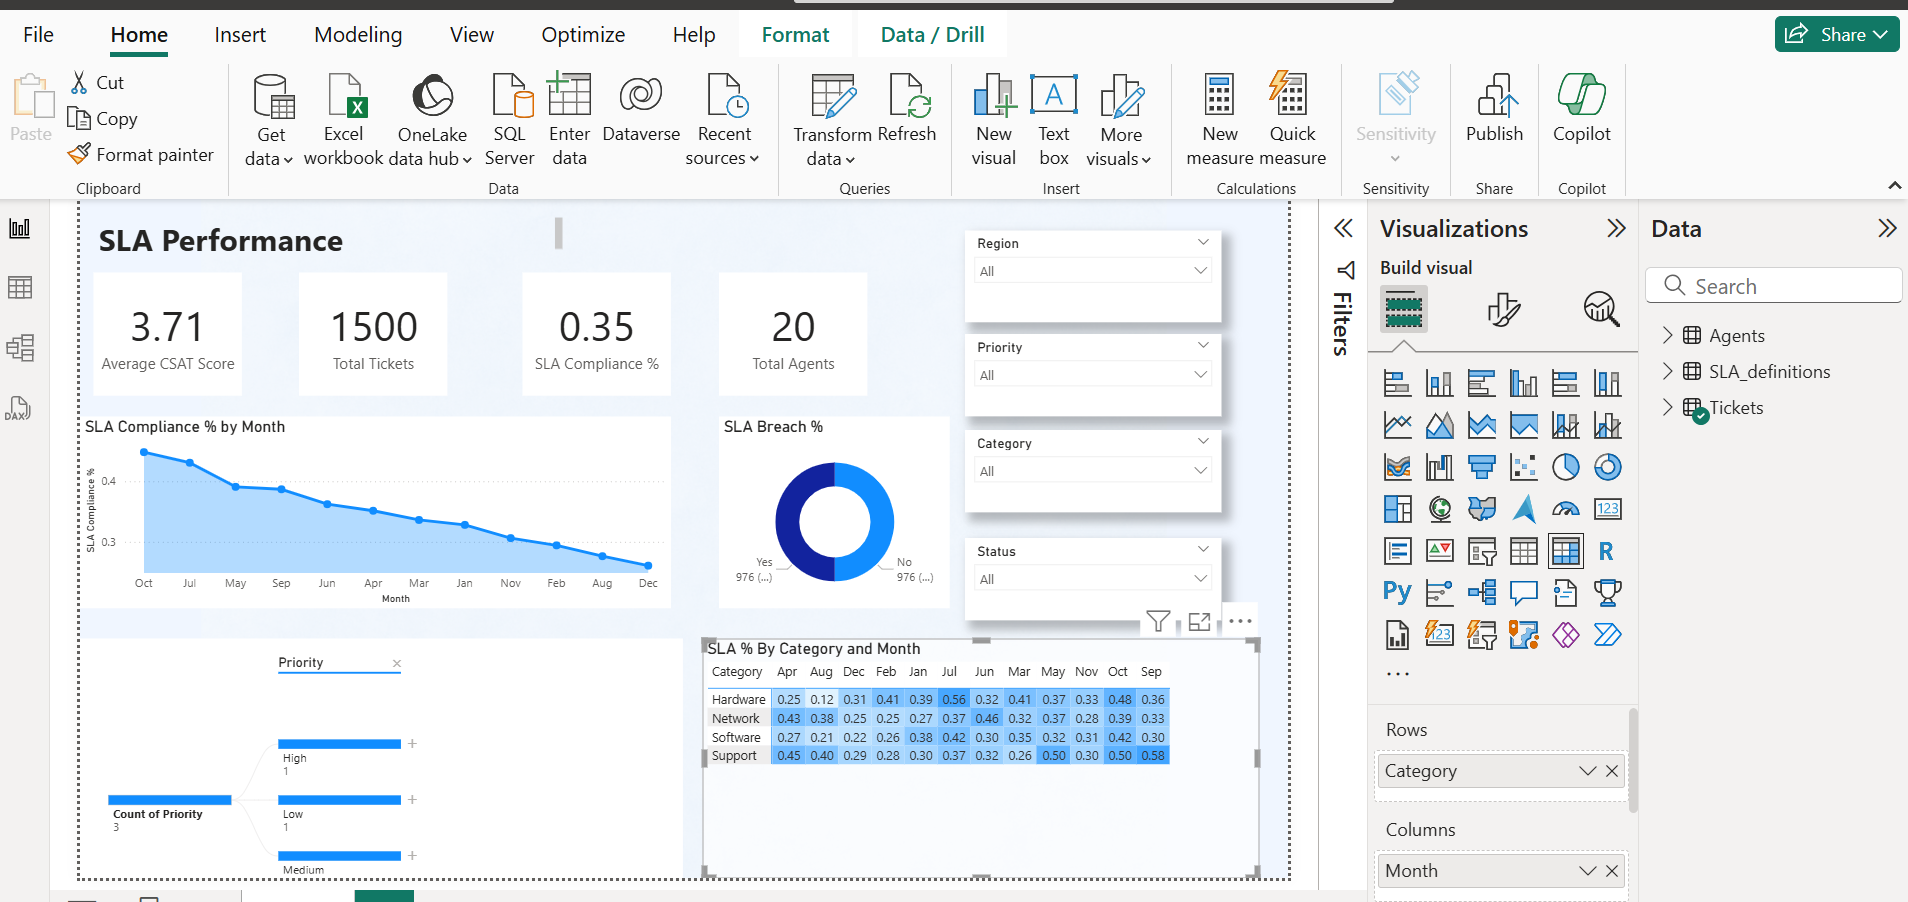 File Home Insert Modeling View Optimize Help Format Data / Drill Share
Paste
Cut
Copy
Format painter
Clipboard
Get data
Excel workbook
OneLake data hub
SQL Server
Enter data
Dataverse
Recent sources
Data
Transform data
Refresh
Queries
New visual
A
Text box
More visuals
Insert
New measure
Quick measure
Calculations
Sensitivity
Sensitivity
Publish
Share
Copilot
Copilot
DAX
SLA Performance
3.71
Average CSAT Score
1500
Total Tickets
0.35
SLA Compliance %
20
Total Agents
Region
All
Priority
All
Category
All
Status
All
SLA Compliance % by Month
SLA Compliance %
0.4
0.3
Oct Jul May Sep Jun Apr Mar Jan Nov Feb Aug Dec
Month
SLA Breach %
Yes
976 (...)
No
976 (...)
Priority
High
1
Count of Priority
3
Low
1
Medium
SLA % By Category and Month
Category Apr Aug Dec Feb Jan Jul Jun Mar May Nov Oct Sep
Hardware 0.25 0.12 0.31 0.41 0.39 0.56 0.32 0.41 0.37 0.33 0.48 0.36
Network 0.43 0.38 0.25 0.25 0.27 0.37 0.46 0.32 0.37 0.28 0.39 0.33
Software 0.27 0.21 0.22 0.26 0.38 0.42 0.30 0.35 0.32 0.31 0.42 0.30
Support 0.45 0.40 0.29 0.28 0.30 0.37 0.32 0.26 0.50 0.30 0.50 0.58
Filters
Visualizations
Build visual
123
R
Py
123
...
Rows
Category
Columns
Month
Data
Search
Agents
SLA_definitions
Tickets